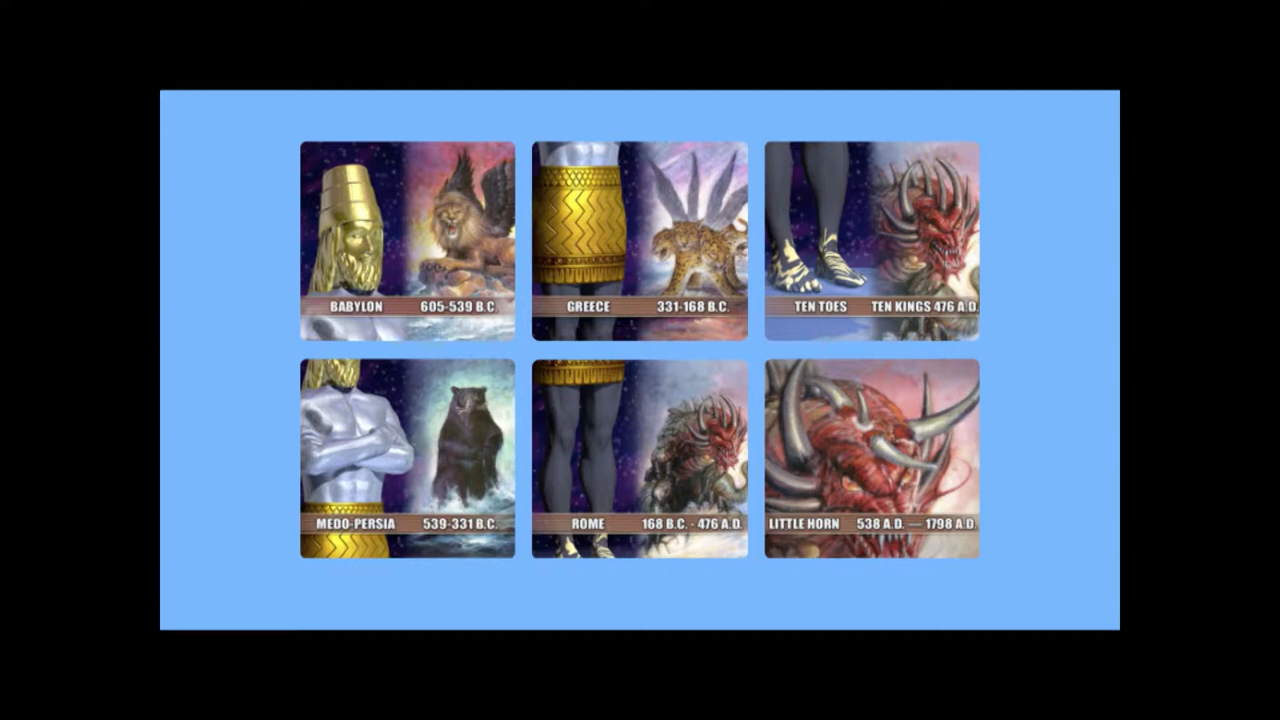 BABYLON 605-539 B.C.
GREECE 331-168 B.C.
TEN TOES TEN KINGS 476 A.D.
MEDO-PERSIA 539-331 B.C.
ROME 168 B.C. - 476 A.D.
LITTLE HORN 538 A.D. — 1798 A.D.